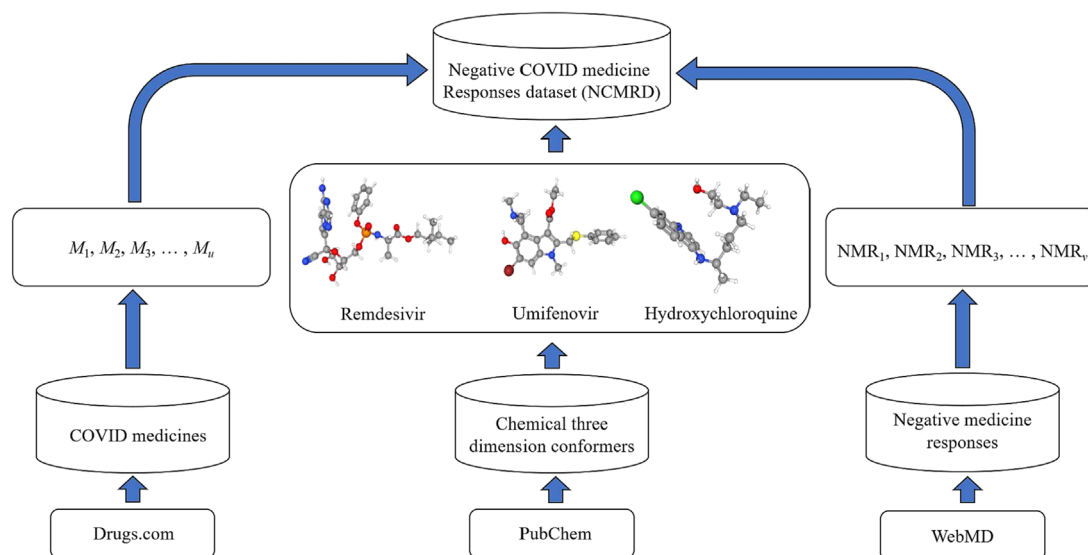 Negative COVID medicine
Responses dataset (NCMRD)
M₁, M₂, M₃, … , Mᵤ
Remdesivir
Umifenovir
Hydroxychloroquine
NMR₁, NMR₂, NMR₃, … , NMRᵥ
COVID medicines
Chemical three
dimension conformers
Negative medicine
responses
Drugs.com
PubChem
WebMD